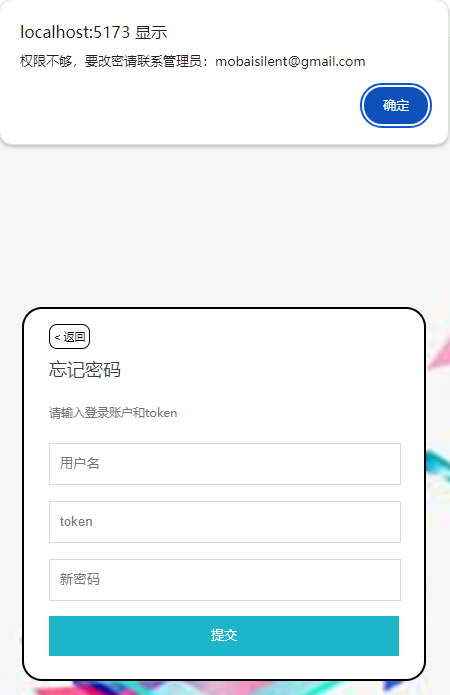 localhost:5173 显示
权限不够，要改密请联系管理员：mobaisilent@gmail.com
确定
< 返回
忘记密码
请输入登录账户和token
用户名
token
新密码
提交